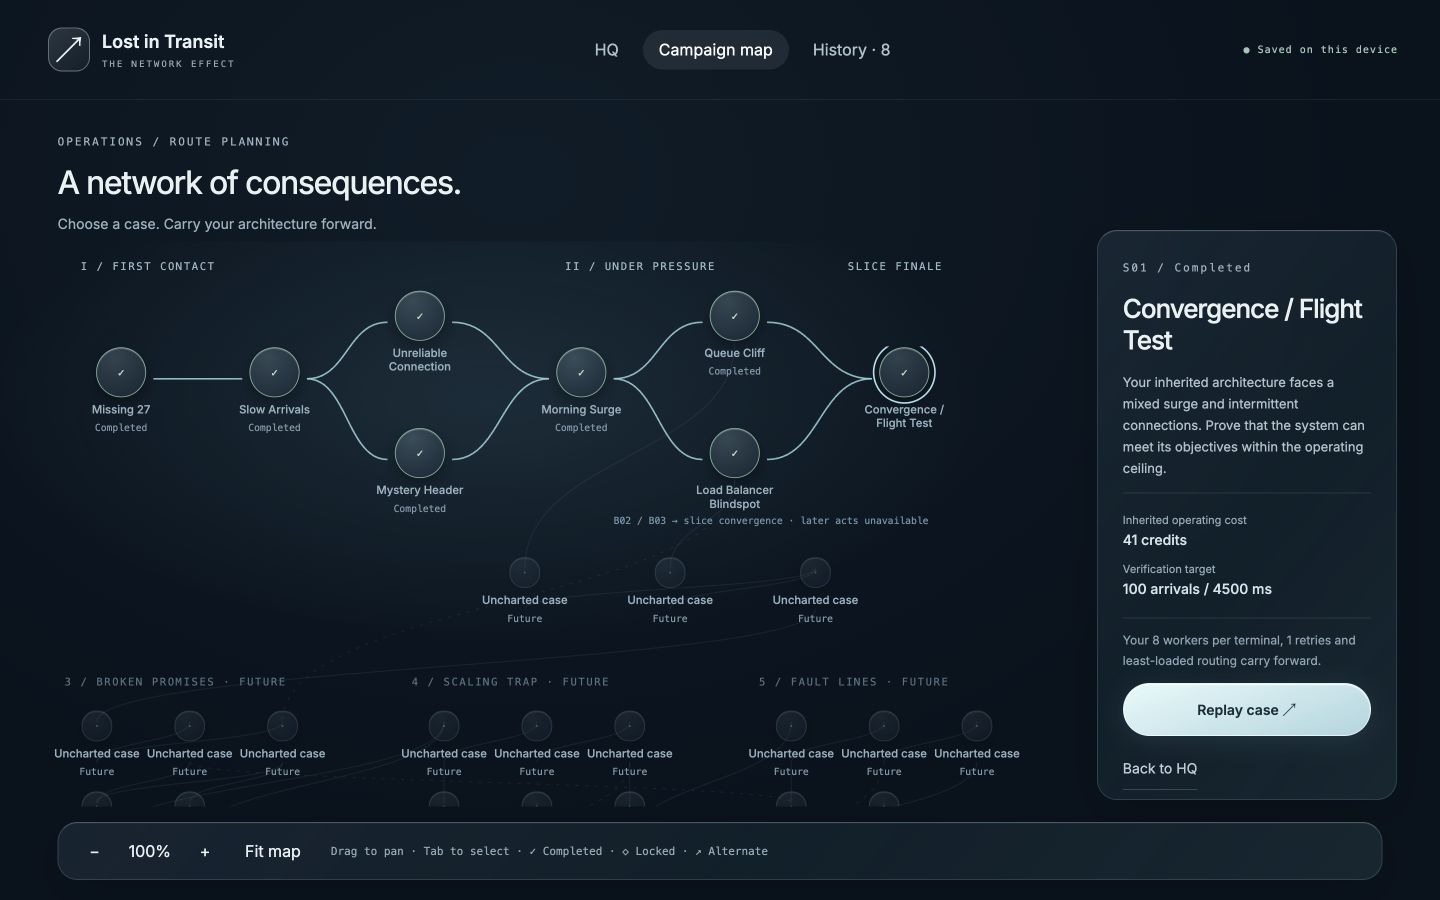 Lost in Transit
THE NETWORK EFFECT
HQ
Campaign map
History · 8
Saved on this device
OPERATIONS / ROUTE PLANNING
A network of consequences.
Choose a case. Carry your architecture forward.
I / FIRST CONTACT
II / UNDER PRESSURE
SLICE FINALE
Unreliable
Connection
Queue Cliff
Completed
Missing 27
Completed
Slow Arrivals
Completed
Morning Surge
Completed
Convergence /
Flight Test
Mystery Header
Completed
Load Balancer
Blindspot
B02 / B03 → slice convergence · later acts unavailable
Uncharted case
Future
Uncharted case
Future
Uncharted case
Future
3 / BROKEN PROMISES · FUTURE
4 / SCALING TRAP · FUTURE
5 / FAULT LINES · FUTURE
Uncharted case
Future
Uncharted case
Future
Uncharted case
Future
Uncharted case
Future
Uncharted case
Future
Uncharted case
Future
Uncharted case
Future
Uncharted case
Future
Uncharted case
Future
S01 / Completed
Convergence / Flight
Test
Your inherited architecture faces a
mixed surge and intermittent
connections. Prove that the system can
meet its objectives within the operating
ceiling.
Inherited operating cost
41 credits
Verification target
100 arrivals / 4500 ms
Your 8 workers per terminal, 1 retries and
least-loaded routing carry forward.
Replay case ↗
Back to HQ
− 100% + Fit map
Drag to pan · Tab to select · ✓ Completed · ◇ Locked · ↗ Alternate